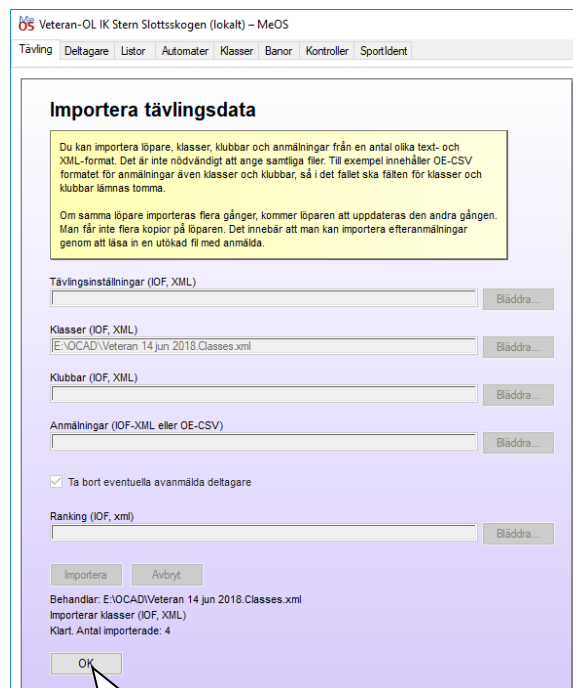 Veteran-OL IK Stern Slottsskogen (lokalt) – MeOS
Tävling Deltagare Listor Automater Klasser Banor Kontroller SportIdent
Importera tävlingsdata
Du kan importera löpare, klasser, klubbar och anmälningar från en antal olika text- och
XML-format. Det är inte nödvändigt att ange samtliga filer. Till exempel innehåller OE-CSV
formatet för anmälningar även klasser och klubbar, så i det fallet ska fälten för klasser och
klubbar lämnas tomma.
Om samma löpare importeras flera gånger, kommer löparen att uppdateras den andra gången.
Man får inte flera kopior på löparen. Det innebär att man kan importera efteranmälningar
genom att läsa in en utökad fil med anmälda.
Tävlingsinställningar (IOF, XML)
Bläddra...
Klasser (IOF, XML)
E:\OCAD\Veteran 14 jun 2018.Classes.xml Bläddra...
Klubbar (IOF, XML)
Bläddra...
Anmälningar (IOF-XML eller OE-CSV)
Bläddra...
Ta bort eventuella avanmälda deltagare
Ranking (IOF, xml)
Bläddra...
Importera Avbryt
Behandlar: E:\OCAD\Veteran 14 jun 2018.Classes.xml
Importerar klasser (IOF, XML)
Klart. Antal importerade: 4
OK